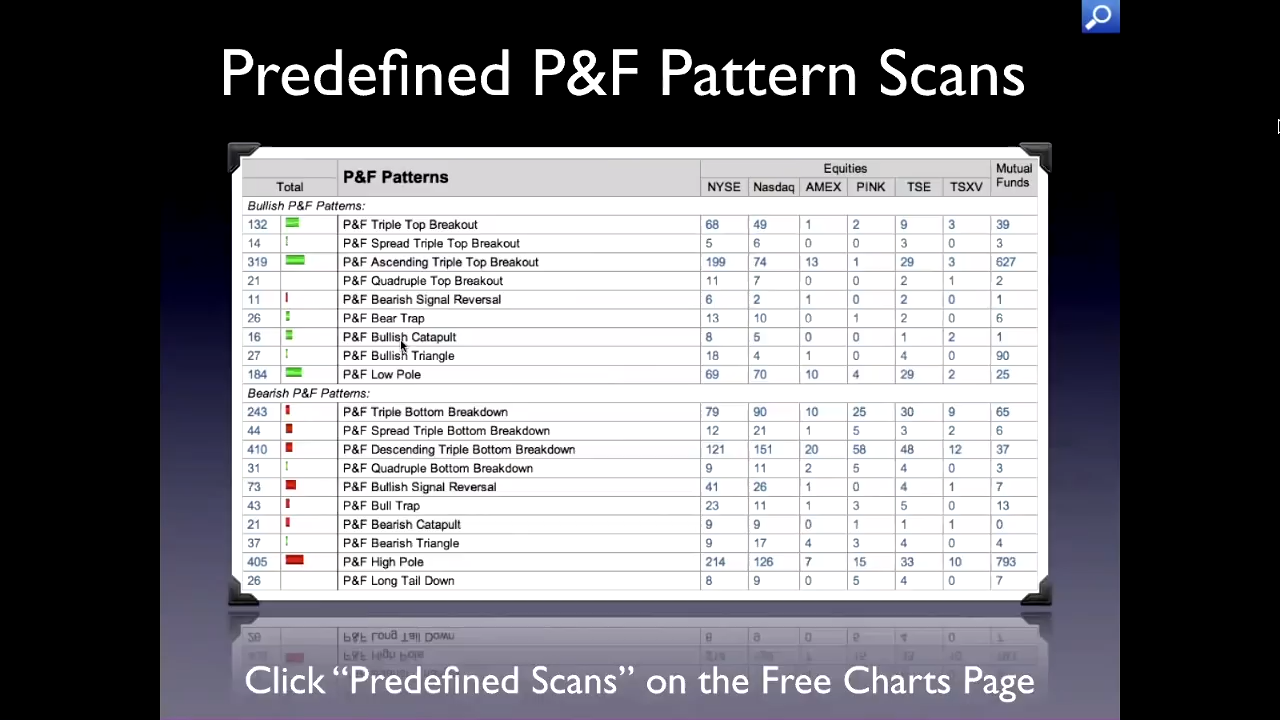 Predefined P&F Pattern Scans
Total P&F Patterns Equities Mutual Funds
NYSE Nasdaq AMEX PINK TSE TSXV
Bullish P&F Patterns:
132 P&F Triple Top Breakout 68 49 1 2 9 3 39
14 P&F Spread Triple Top Breakout 5 6 0 0 3 0 3
319 P&F Ascending Triple Top Breakout 199 74 13 1 29 3 627
21 P&F Quadruple Top Breakout 11 7 0 0 2 1 2
11 P&F Bearish Signal Reversal 6 2 1 0 2 0 1
26 P&F Bear Trap 13 10 0 1 2 0 6
16 P&F Bullish Catapult 8 5 0 0 1 2 1
27 P&F Bullish Triangle 18 4 1 0 4 0 90
184 P&F Low Pole 69 70 10 4 29 2 25
Bearish P&F Patterns:
243 P&F Triple Bottom Breakdown 79 90 10 25 30 9 65
44 P&F Spread Triple Bottom Breakdown 12 21 1 5 3 2 6
410 P&F Descending Triple Bottom Breakdown 121 151 20 58 48 12 37
31 P&F Quadruple Bottom Breakdown 9 11 2 5 4 0 3
73 P&F Bullish Signal Reversal 41 26 1 0 4 1 7
43 P&F Bull Trap 23 11 1 3 5 0 13
21 P&F Bearish Catapult 9 9 0 1 1 1 0
37 P&F Bearish Triangle 9 17 4 3 4 0 4
405 P&F High Pole 214 126 7 15 33 10 793
26 P&F Long Tail Down 8 9 0 5 4 0 7
Click “Predefined Scans” on the Free Charts Page